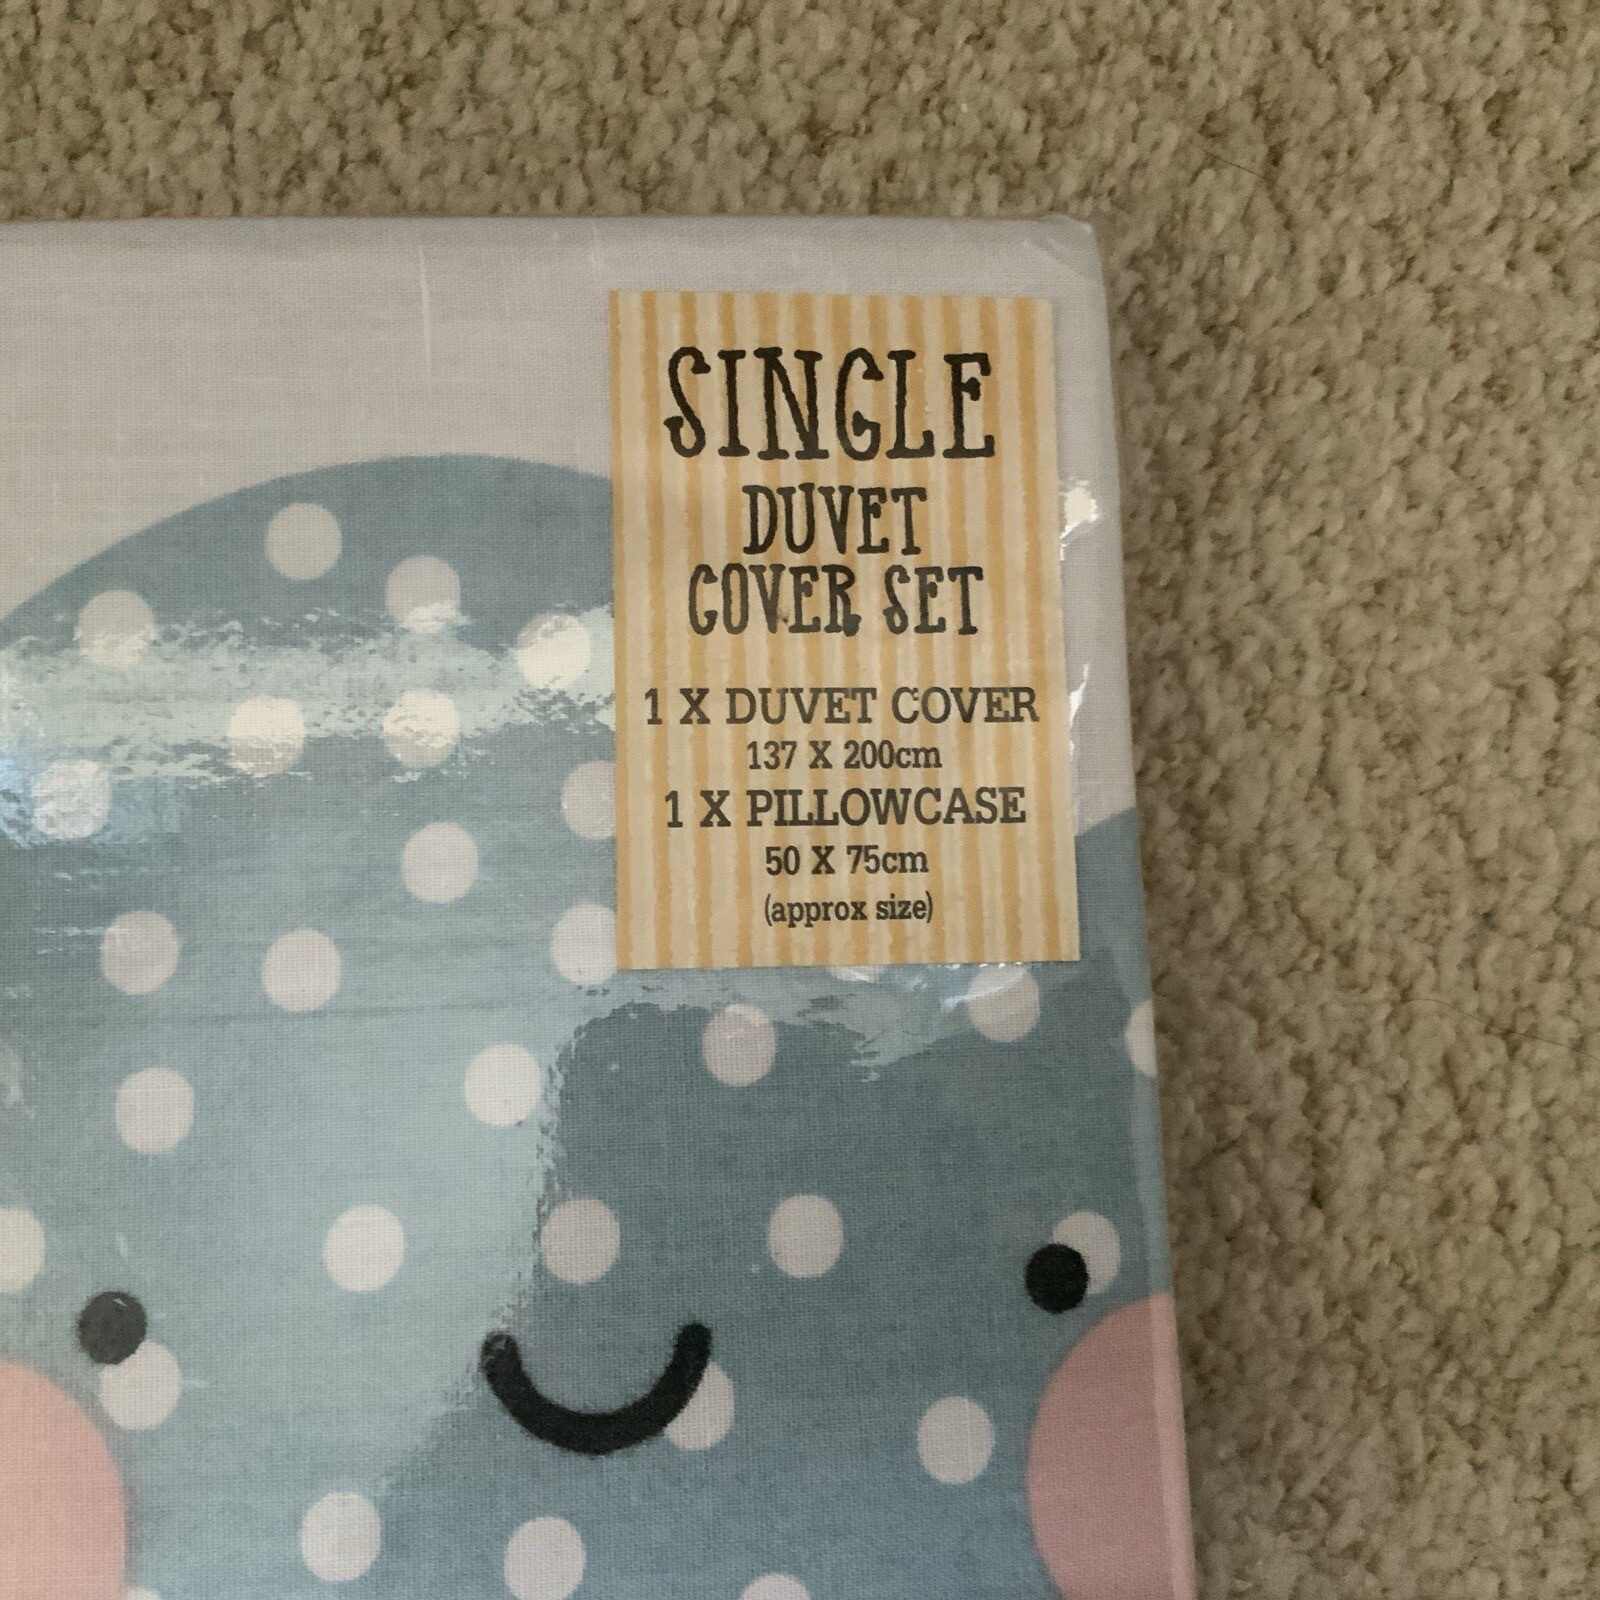 SINGLE
DUVET
COVER SET
1 X DUVET COVER
137 X 200cm
1 X PILLOWCASE
50 X 75cm
(approx size)